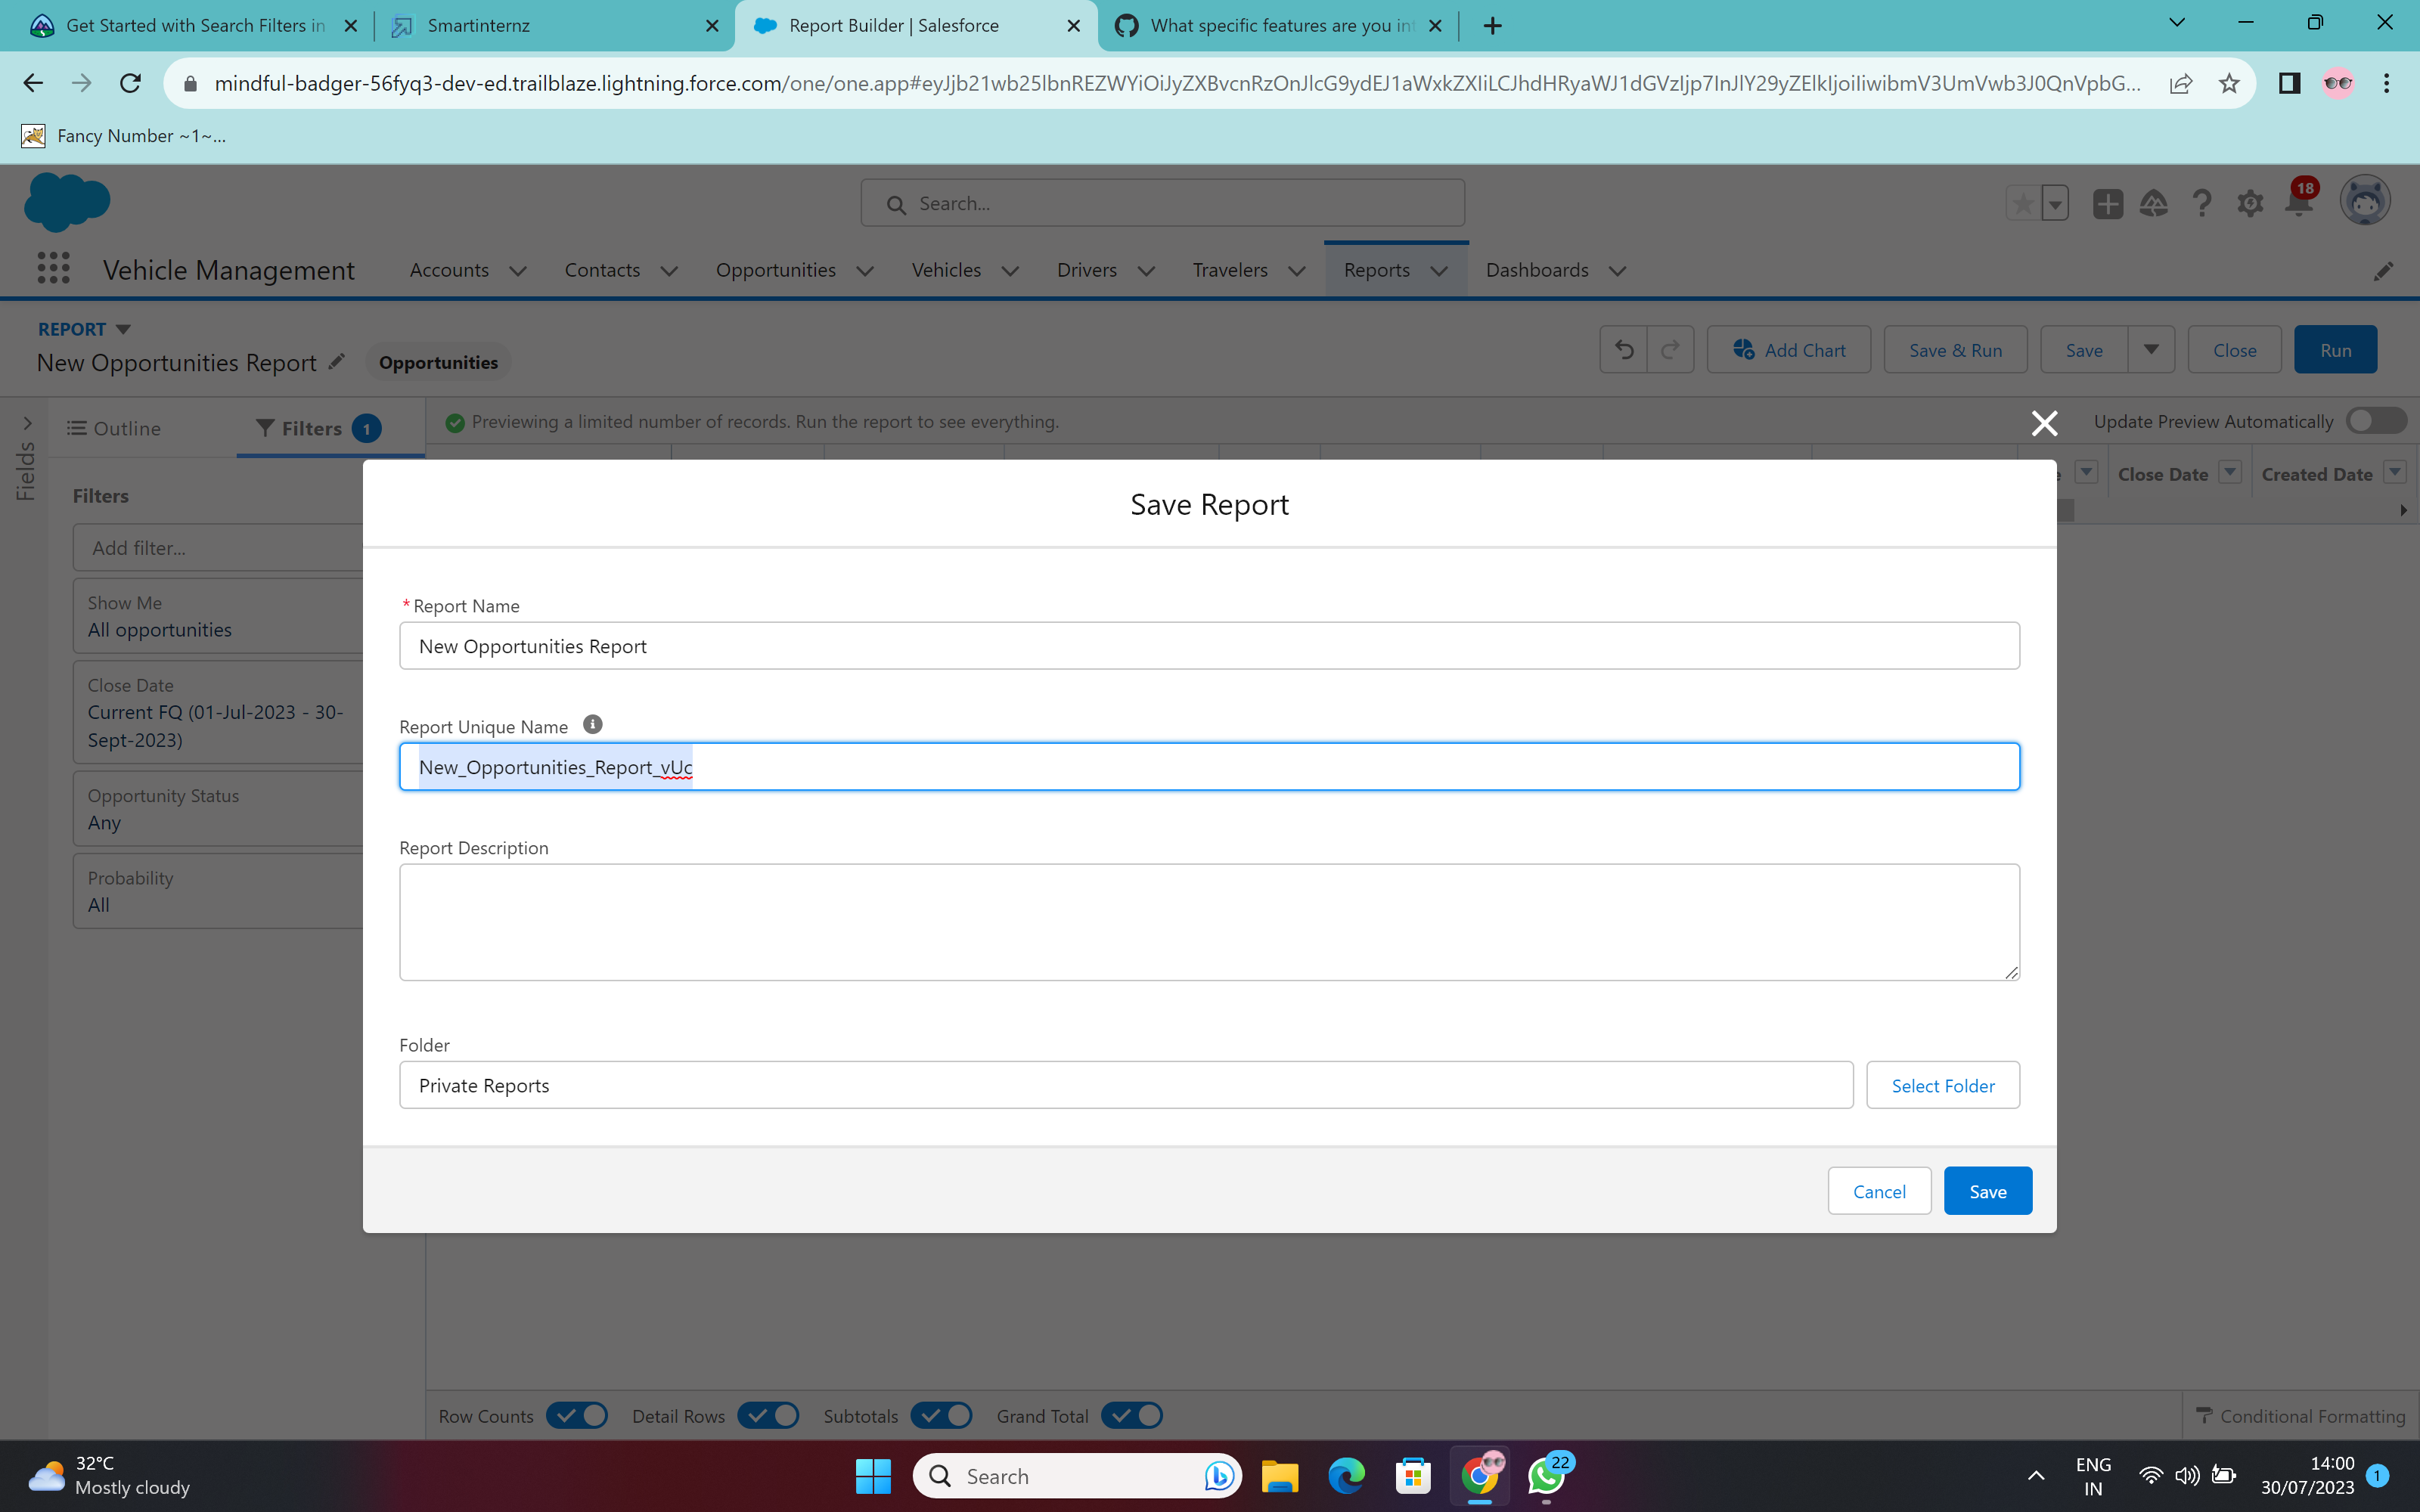 Get Started with Search Filters in
Smartinternz
Report Builder | Salesforce
What specific features are you int
mindful-badger-56fyq3-dev-ed.trailblaze.lightning.force.com/one/one.app#eyJjb21wb25lbnREZWYiOiJyZXBvcnRzOnJlcG9ydEJ1aWxkZXIiLCJhdHRyaWJ1dGVzIjp7InJlY29yZElkIjoiIiwibmV3UmVwb3J0QnVpbG...
Fancy Number ~1~...
Search...
18
Vehicle Management
Accounts
Contacts
Opportunities
Vehicles
Drivers
Travelers
Reports
Dashboards
REPORT
New Opportunities Report
Opportunities
Add Chart
Save & Run
Save
Close
Run
Fields
Outline
Filters 1
Previewing a limited number of records. Run the report to see everything.
Update Preview Automatically
Close Date
Created Date
Filters
Add filter...
Show Me
All opportunities
Close Date
Current FQ (01-Jul-2023 - 30-
Sept-2023)
Opportunity Status
Any
Probability
All
Save Report
*Report Name
New Opportunities Report
Report Unique Name
New_Opportunities_Report_vUc
Report Description
Folder
Private Reports
Select Folder
Cancel
Save
Row Counts
Detail Rows
Subtotals
Grand Total
Conditional Formatting
32°C
Mostly cloudy
Search
22
ENG
IN
14:00
30/07/2023
1